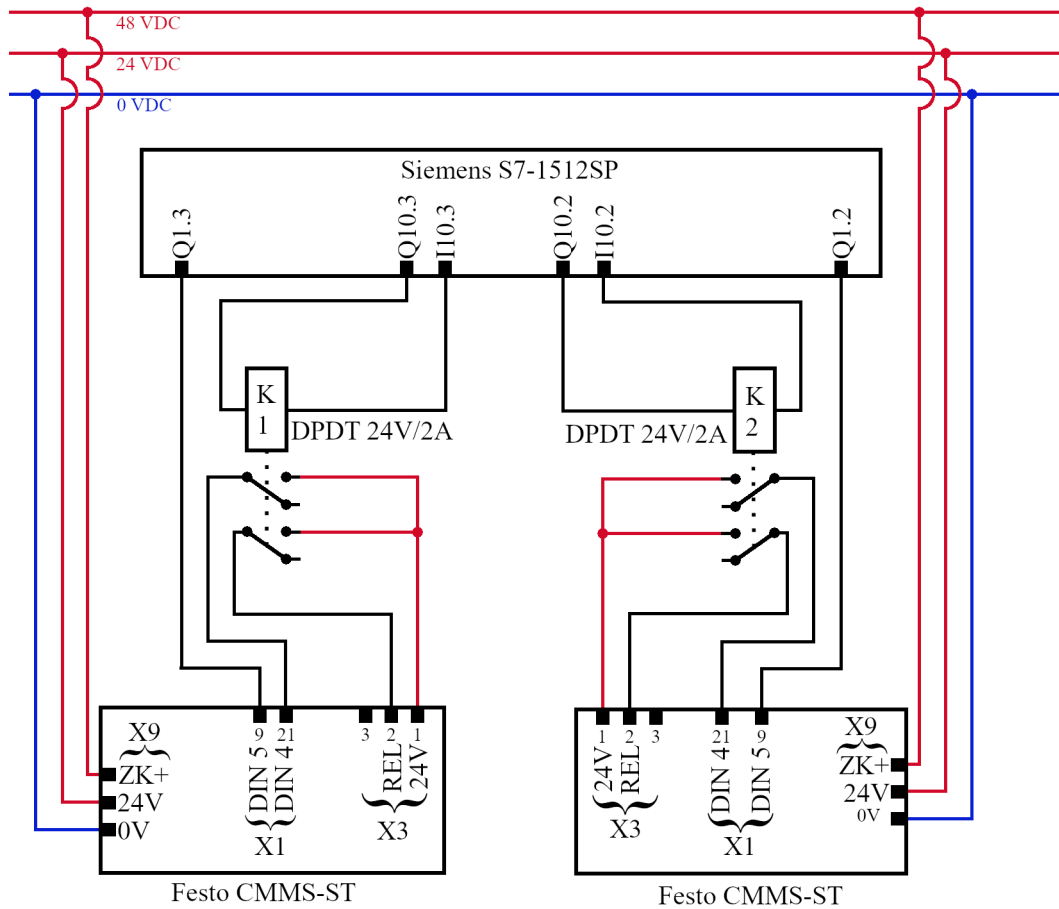 48 VDC
24 VDC
0 VDC
Siemens S7-1512SP
Q1.3
Q10.3
I10.3
Q10.2
I10.2
Q1.2
K
1
DPDT 24V/2A
K
2
DPDT 24V/2A
X9
ZK+
24V
0V
9
21
DIN 5
DIN 4
X1
3
2
1
REL
24V
X3
Festo CMMS-ST
1
2
3
24V
REL
X3
21
9
DIN 4
DIN 5
X1
X9
ZK+
24V
0V
Festo CMMS-ST